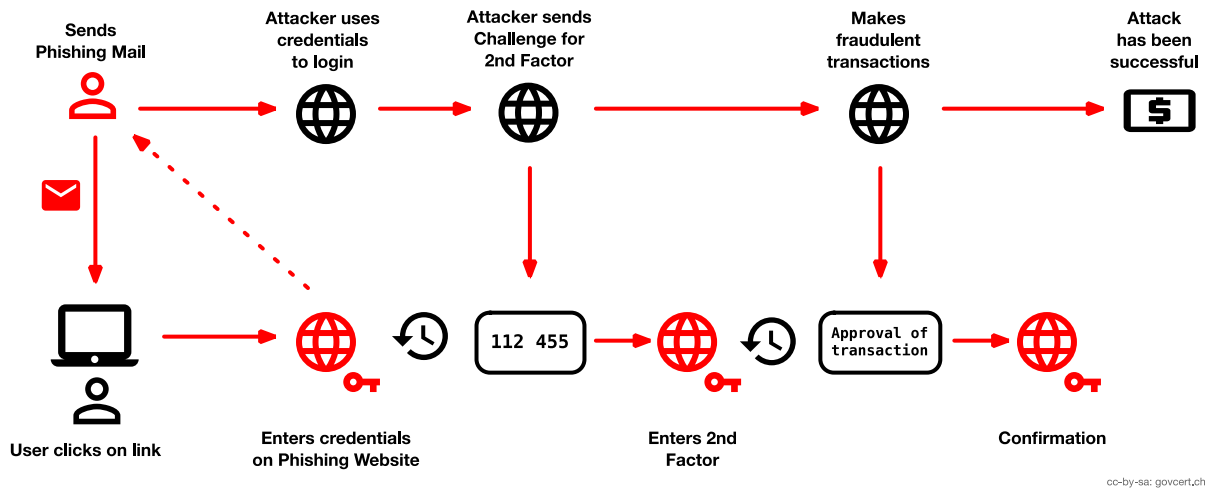 Sends
Phishing Mail
Attacker uses
credentials
to login
Attacker sends
Challenge for
2nd Factor
Makes
fraudulent
transactions
Attack
has been
successful
$
112 455
Approval of
transaction
User clicks on link
Enters credentials
on Phishing Website
Enters 2nd
Factor
Confirmation
cc-by-sa: govcert.ch